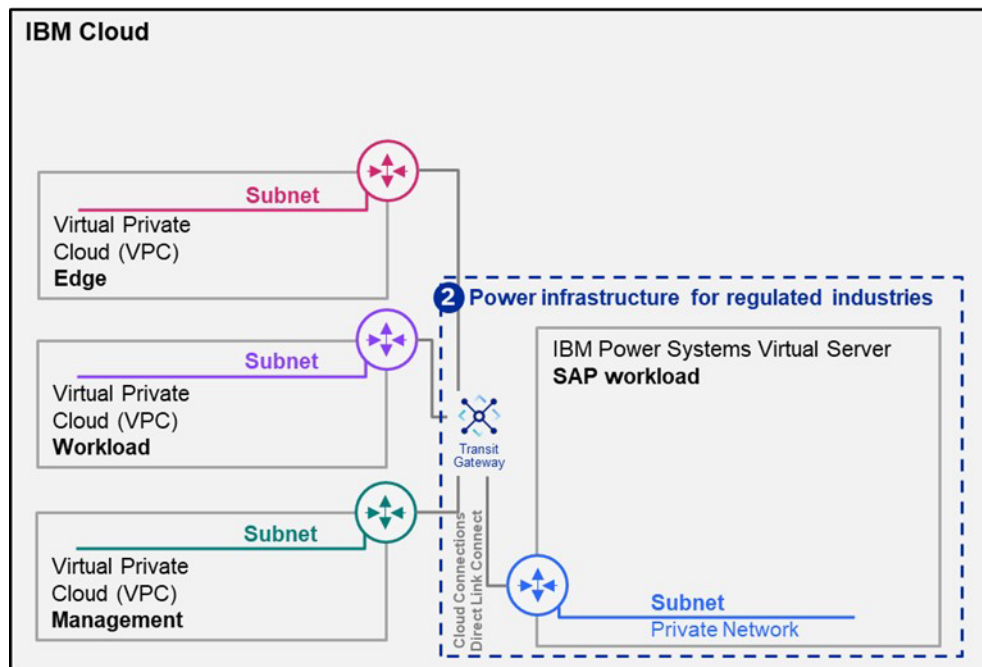 IBM Cloud
Subnet
Virtual Private
Cloud (VPC)
Edge
Subnet
Virtual Private
Cloud (VPC)
Workload
Subnet
Virtual Private
Cloud (VPC)
Management
2 Power infrastructure for regulated industries
IBM Power Systems Virtual Server
SAP workload
Transit
Gateway
Cloud Connections
Direct Link Connect
Subnet
Private Network